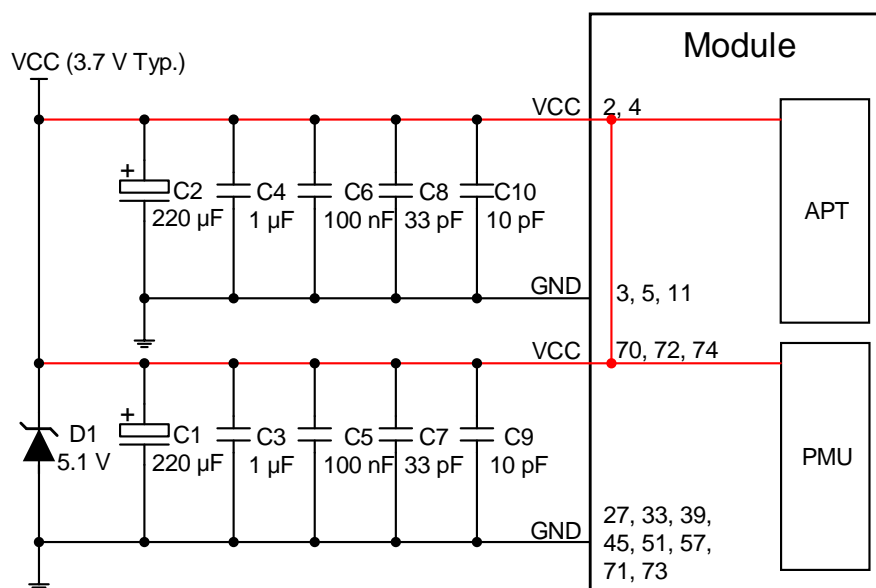 Module
VCC (3.7 V Typ.)
VCC
2, 4
+
C2
220 µF
C4
1 µF
C6
100 nF
C8
33 pF
C10
10 pF
APT
GND
3, 5, 11
VCC
70, 72, 74
D1
5.1 V
+
C1
220 µF
C3
1 µF
C5
100 nF
C7
33 pF
C9
10 pF
PMU
GND
27, 33, 39,
45, 51, 57,
71, 73